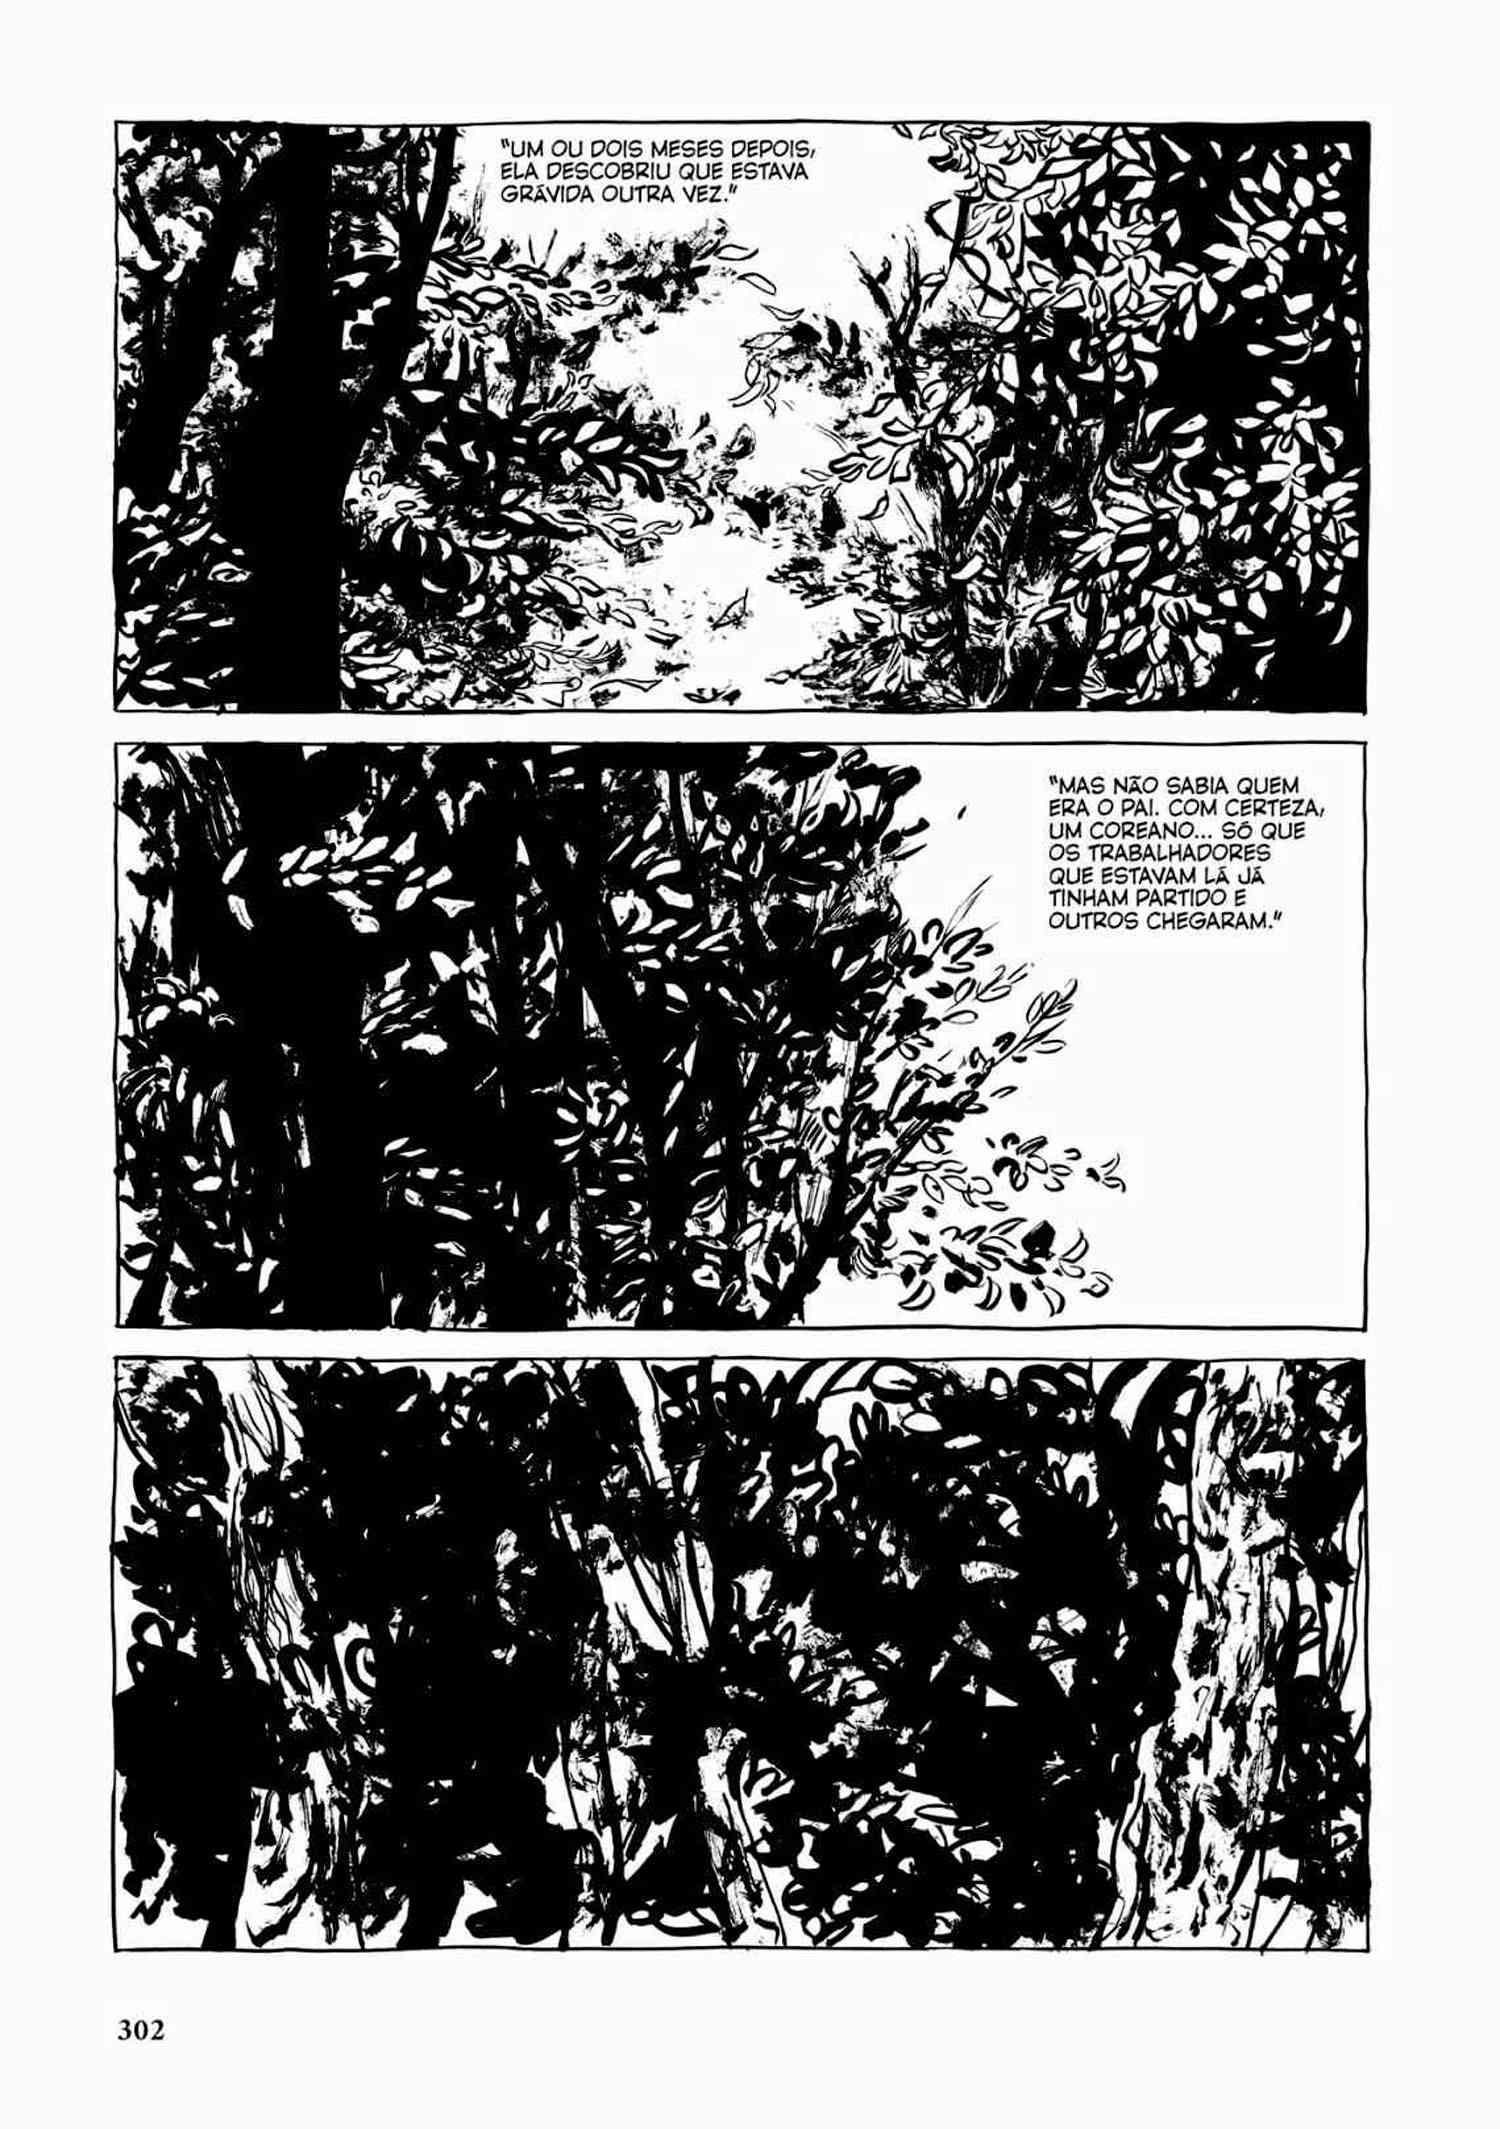 "UM OU DOIS MESES DEPOIS,
ELA DESCOBRIU QUE ESTAVA
GRÁVIDA OUTRA VEZ."
"MAS NÃO SABIA QUEM
ERA O PAI. COM CERTEZA,
UM COREANO... SÓ QUE
OS TRABALHADORES
QUE ESTAVAM LÁ JÁ
TINHAM PARTIDO E
OUTROS CHEGARAM."
302